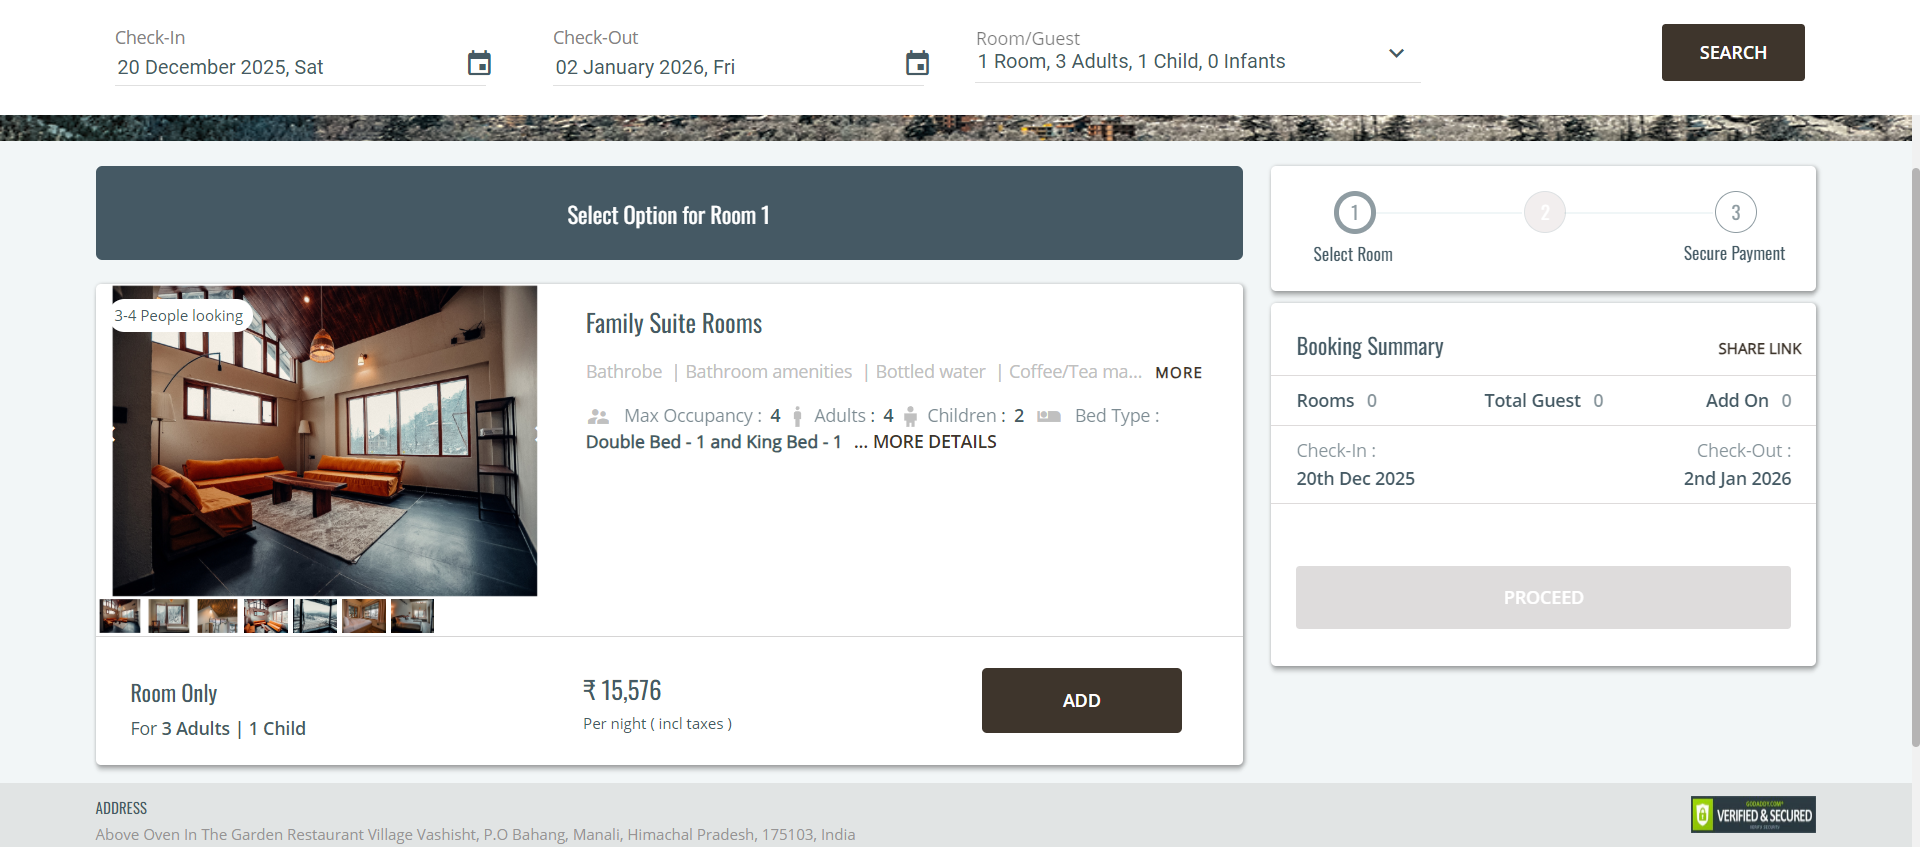 Check-In
20 December 2025, Sat
Check-Out
02 January 2026, Fri
Room/Guest
1 Room, 3 Adults, 1 Child, 0 Infants
SEARCH
Select Option for Room 1
3-4 People looking
Family Suite Rooms
Bathrobe | Bathroom amenities | Bottled water | Coffee/Tea ma... MORE
Max Occupancy : 4 Adults : 4 Children : 2 Bed Type :
Double Bed - 1 and King Bed - 1 ... MORE DETAILS
Room Only
For 3 Adults | 1 Child
₹ 15,576
Per night ( incl taxes )
ADD
1
2
3
Select Room
Secure Payment
Booking Summary
SHARE LINK
Rooms 0
Total Guest 0
Add On 0
Check-In :
20th Dec 2025
Check-Out :
2nd Jan 2026
PROCEED
ADDRESS
Above Oven In The Garden Restaurant Village Vashisht, P.O Bahang, Manali, Himachal Pradesh, 175103, India
GODADDY.COM
VERIFIED & SECURED